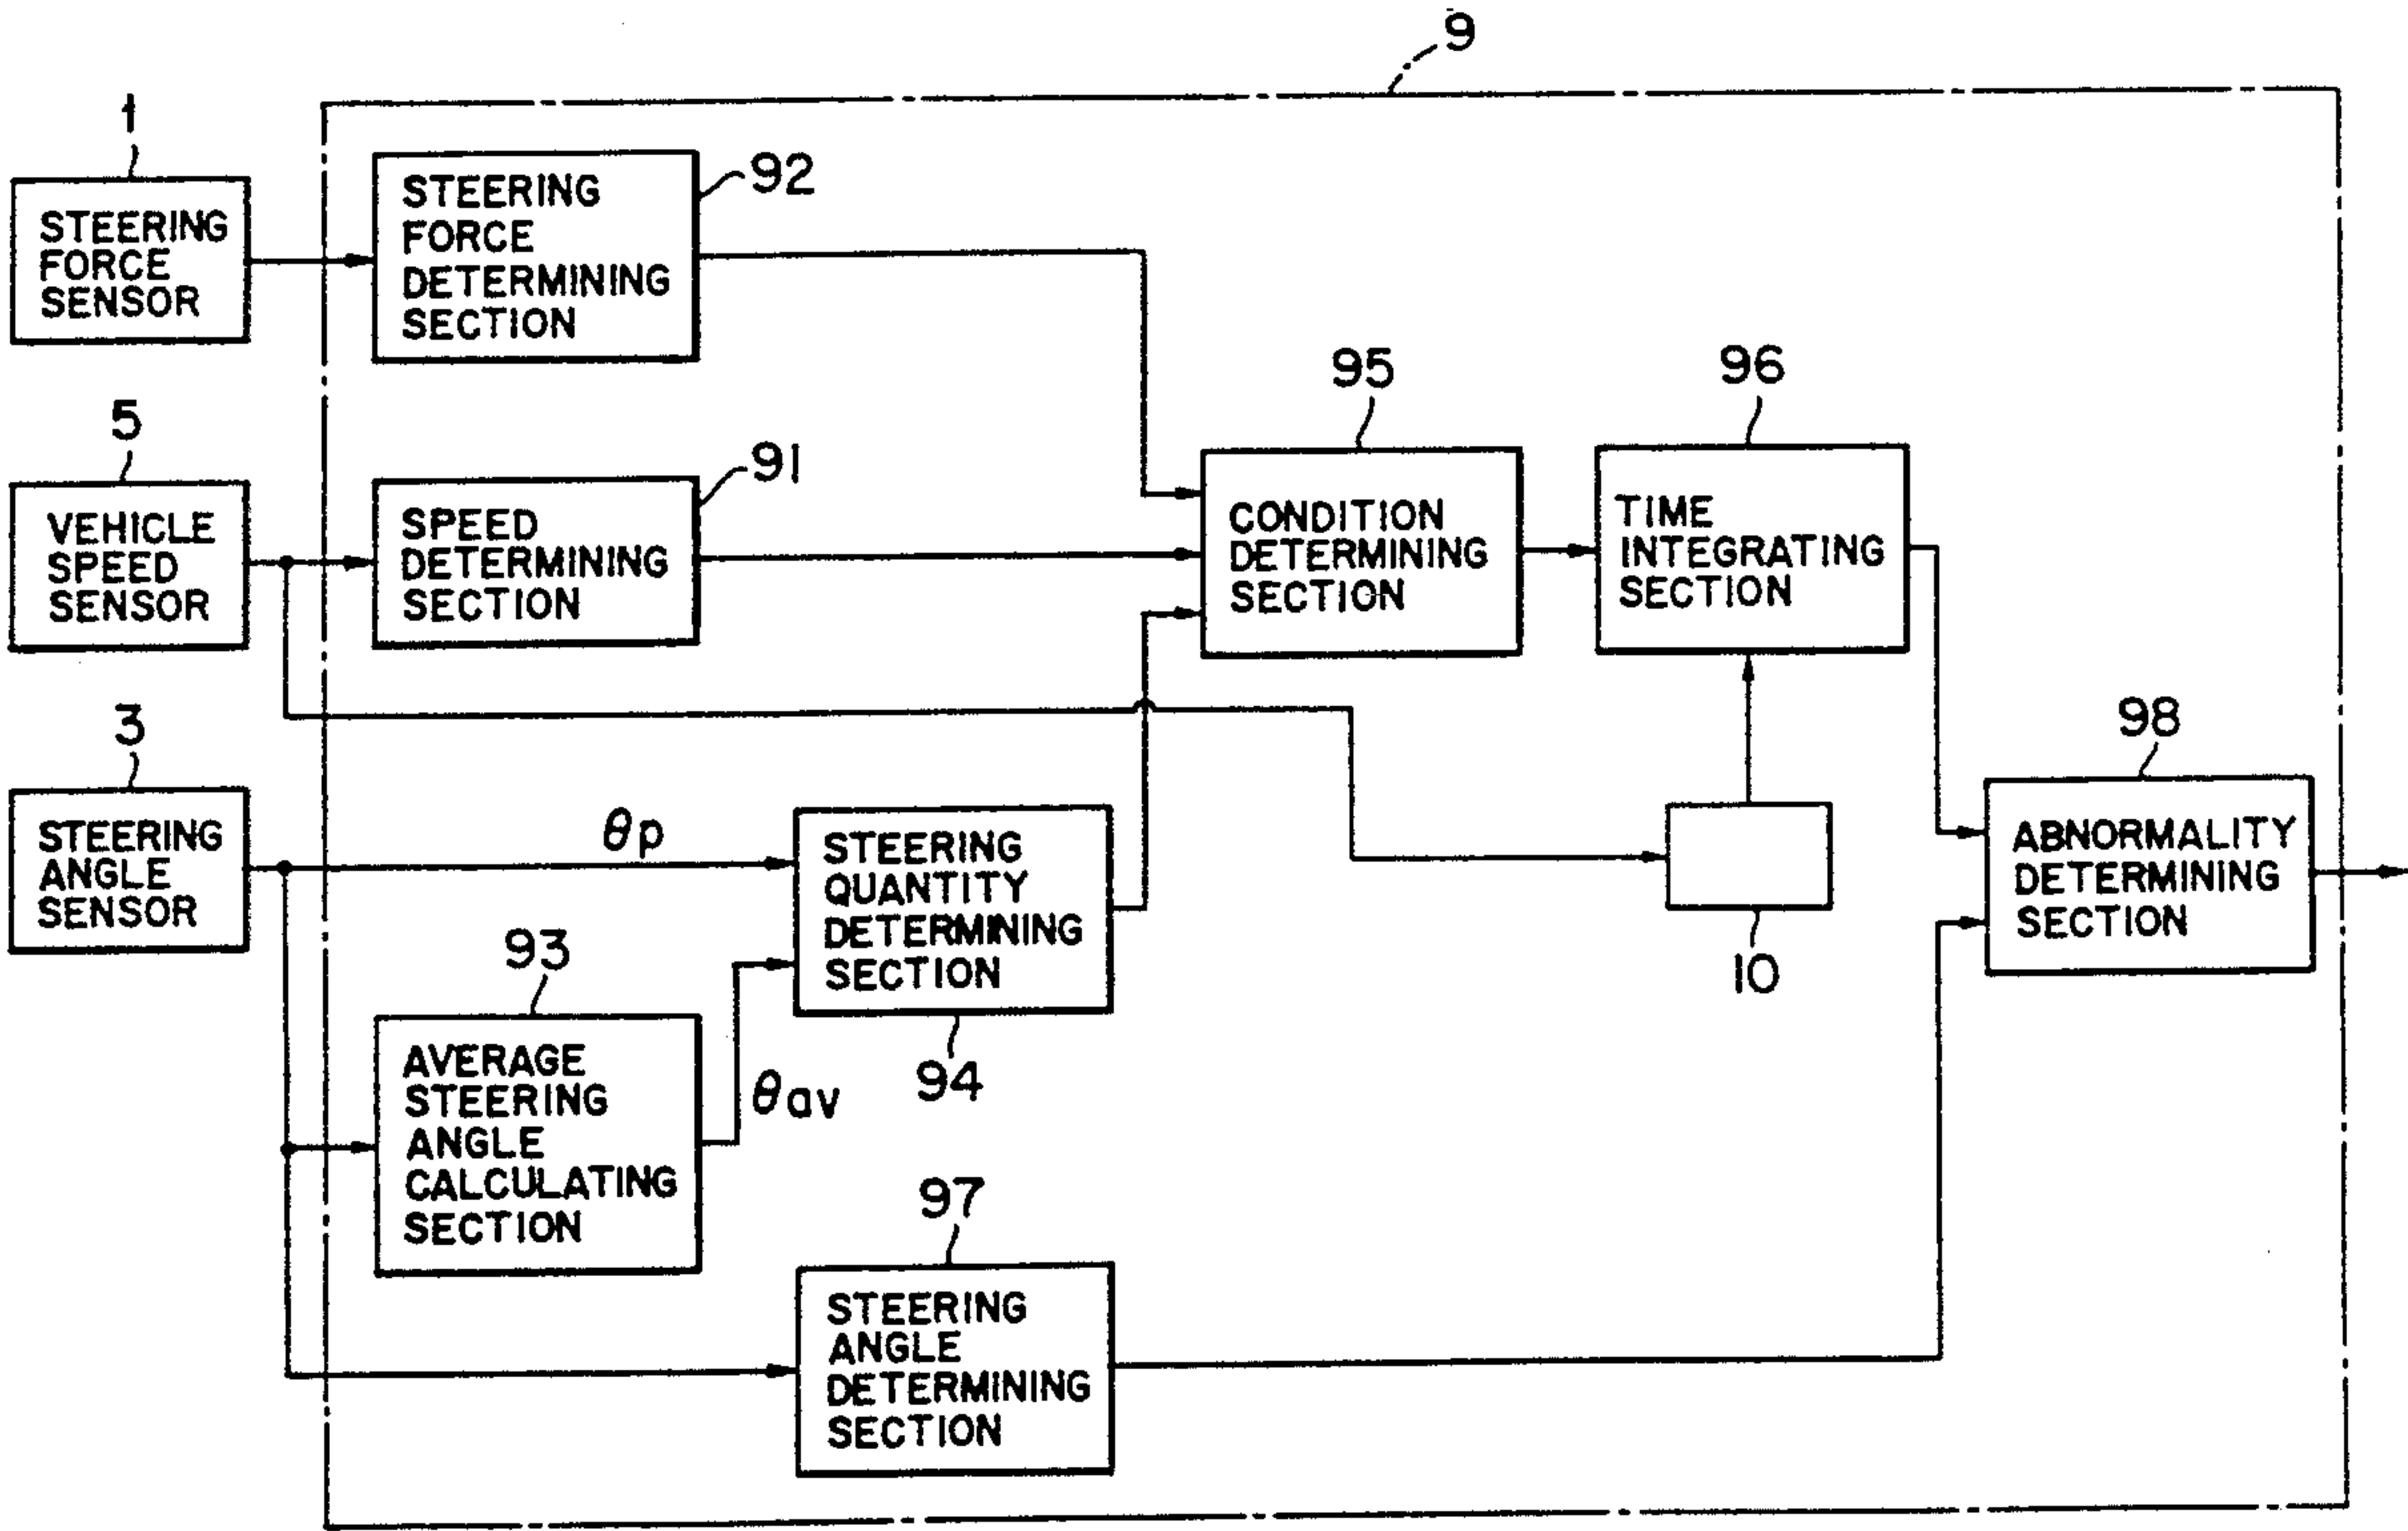 9
1
STEERING
FORCE
SENSOR
92
STEERING
FORCE
DETERMINING
SECTION
5
VEHICLE
SPEED
SENSOR
91
SPEED
DETERMINING
SECTION
95
CONDITION
DETERMINING
SECTION
96
TIME
INTEGRATING
SECTION
3
STEERING
ANGLE
SENSOR
θp
STEERING
QUANTITY
DETERMINING
SECTION
94
10
98
ABNORMALITY
DETERMINING
SECTION
93
AVERAGE
STEERING
ANGLE
CALCULATING
SECTION
θav
97
STEERING
ANGLE
DETERMINING
SECTION